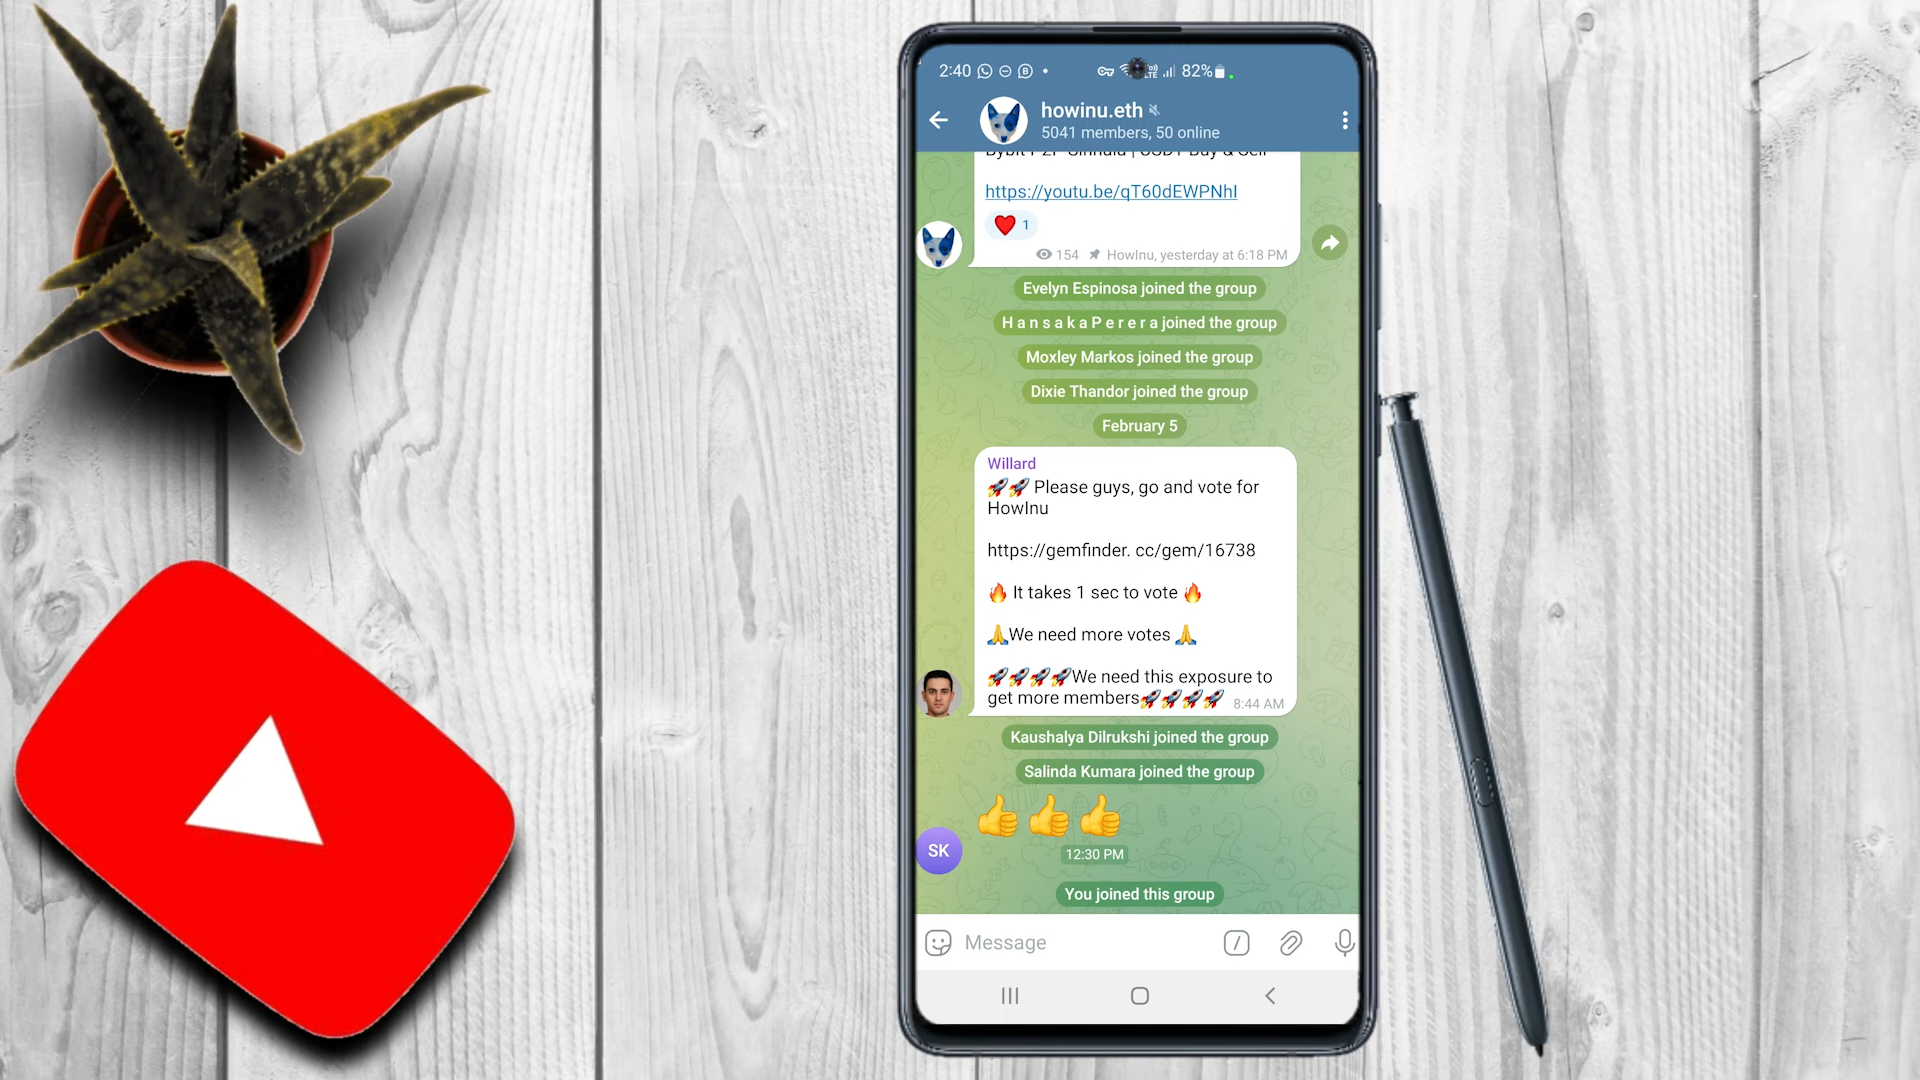 2:40
82%
howinu.eth
5041 members, 50 online
Bybit P2P Sinhala | USDT Buy & Sell
https://youtu.be/qT60dEWPNhI
1
154 HowInu, yesterday at 6:18 PM
Evelyn Espinosa joined the group
H a n s a k a P e r e r a joined the group
Moxley Markos joined the group
Dixie Thandor joined the group
February 5
Willard
🚀🚀 Please guys, go and vote for
HowInu
https://gemfinder. cc/gem/16738
🔥 It takes 1 sec to vote 🔥
🙏We need more votes 🙏
🚀🚀🚀🚀We need this exposure to
get more members🚀🚀🚀🚀 8:44 AM
Kaushalya Dilrukshi joined the group
Salinda Kumara joined the group
👍👍👍
SK
12:30 PM
You joined this group
Message